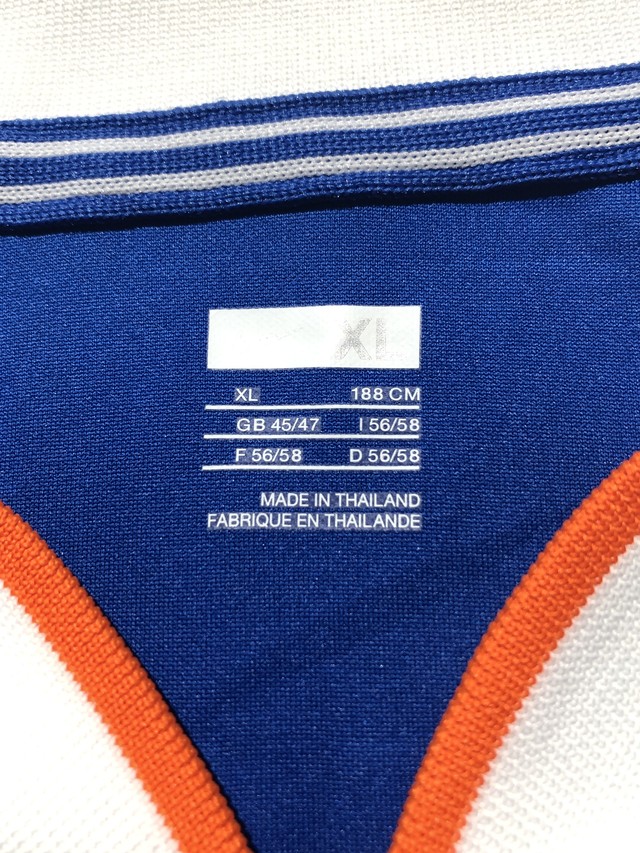 XL
XL 188 CM
GB 45/47 I 56/58
F 56/58 D 56/58
MADE IN THAILAND
FABRIQUE EN THAILANDE